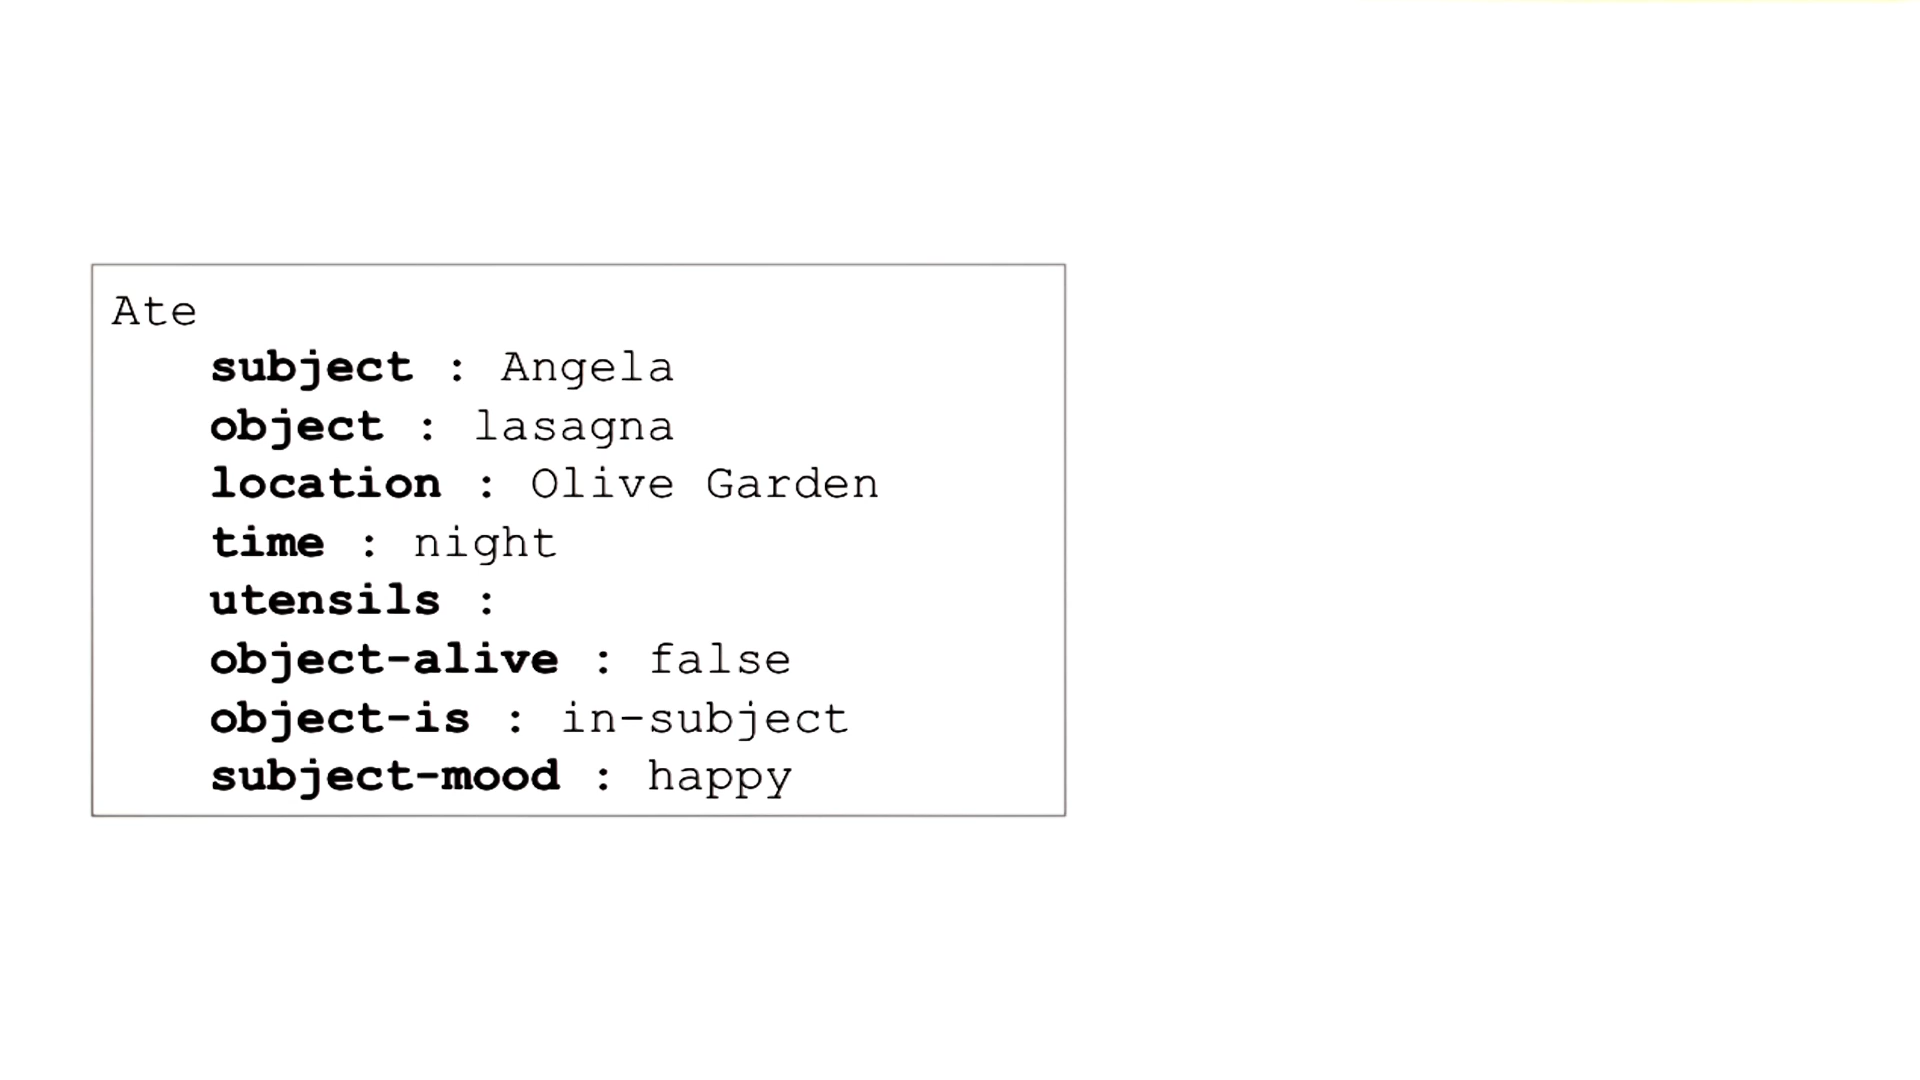 Ate
subject : Angela
object : lasagna
location : Olive Garden
time : night
utensils :
object-alive : false
object-is : in-subject
subject-mood : happy